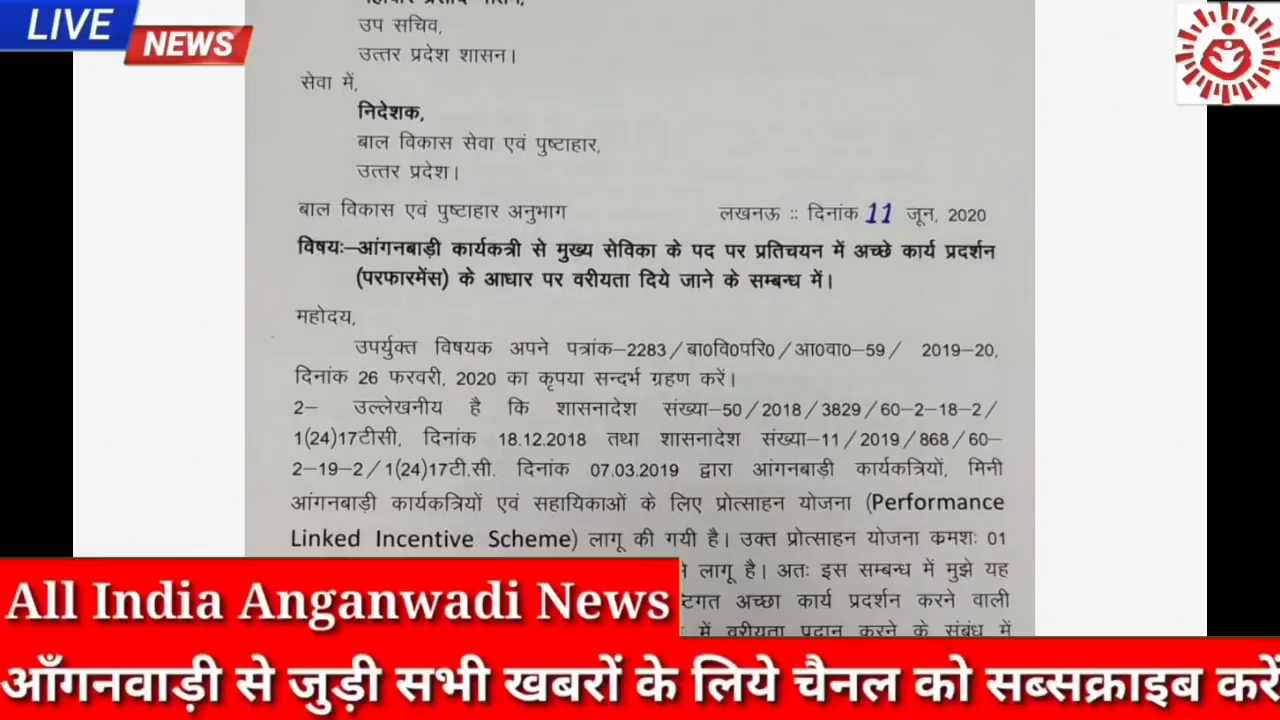 LIVE
NEWS
उप सचिव,
उत्तर प्रदेश शासन।
सेवा में,
निदेशक,
बाल विकास सेवा एवं पुष्टाहार,
उत्तर प्रदेश।
बाल विकास एवं पुष्टाहार अनुभाग लखनऊ :: दिनांक 11 जून, 2020
विषयः–आंगनबाड़ी कार्यकत्री से मुख्य सेविका के पद पर प्रतिचयन में अच्छे कार्य प्रदर्शन
(परफारमेंस) के आधार पर वरीयता दिये जाने के सम्बन्ध में।
महोदय,
उपर्युक्त विषयक अपने पत्रांक–2283/बा0वि0परि0/आ0वा0–59/ 2019–20,
दिनांक 26 फरवरी, 2020 का कृपया सन्दर्भ ग्रहण करें।
2– उल्लेखनीय है कि शासनादेश संख्या–50/2018/3829/60–2–18–2/
1(24)17टीसी, दिनांक 18.12.2018 तथा शासनादेश संख्या–11/2019/868/60–
2–19–2/1(24)17टी.सी. दिनांक 07.03.2019 द्वारा आंगनबाड़ी कार्यकत्रियों, मिनी
आंगनबाड़ी कार्यकत्रियों एवं सहायिकाओं के लिए प्रोत्साहन योजना (Performance
Linked Incentive Scheme) लागू की गयी है। उक्त प्रोत्साहन योजना क्रमशः 01
लागू है। अतः इस सम्बन्ध में मुझे यह
अच्छा कार्य प्रदर्शन करने वाली
में वरीयता प्रदान करने के संबंध में
All India Anganwadi News
आँगनवाड़ी से जुड़ी सभी खबरों के लिये चैनल को सब्सक्राइब करें